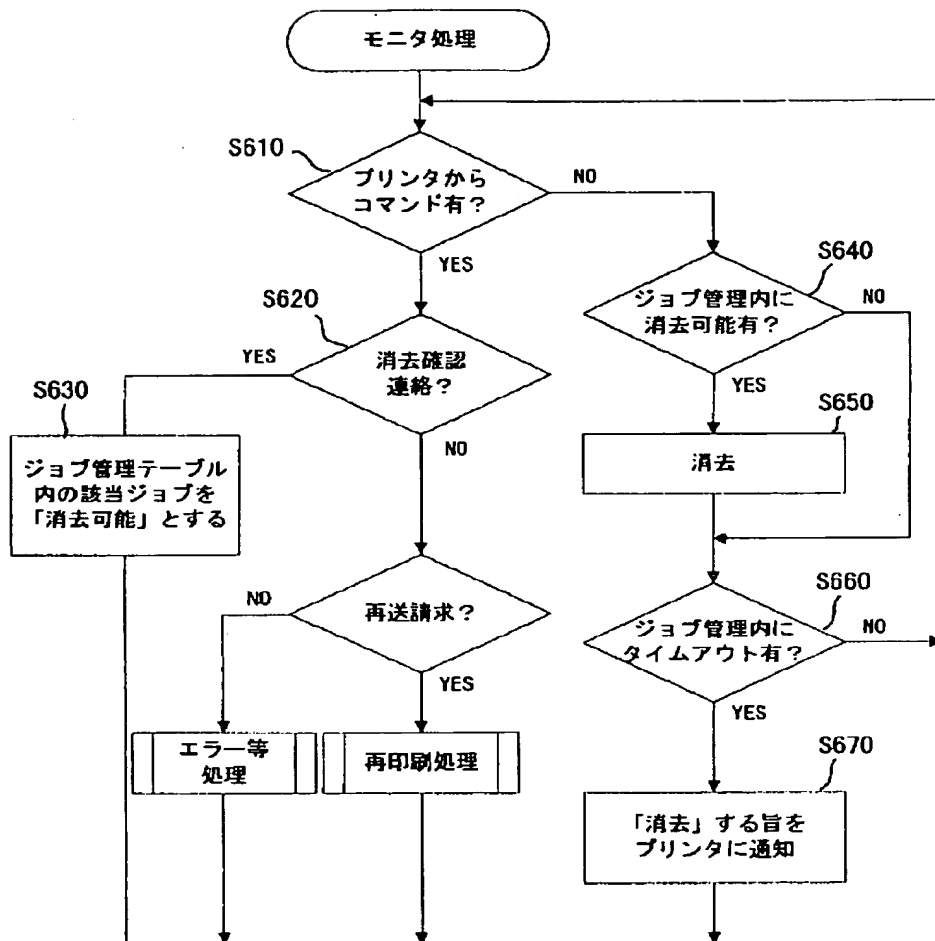 モニタ処理
S610
プリンタから
コマンド有？
NO
YES
S640
ジョブ管理内に
消去可能有？
NO
YES
S620
消去確認
連絡？
YES
NO
S630
ジョブ管理テーブル
内の該当ジョブを
「消去可能」とする
S650
消去
再送請求？
NO
YES
S660
ジョブ管理内に
タイムアウト有？
NO
YES
エラー等
処理
再印刷処理
S670
「消去」する旨を
プリンタに通知